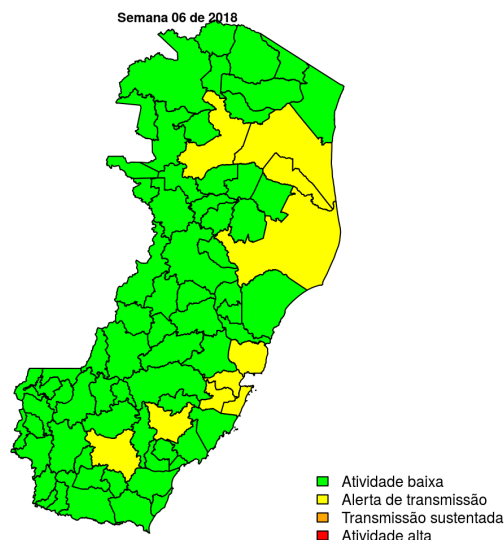 Semana 06 de 2018
Atividade baixa
Alerta de transmissão
Transmissão sustentada
Atividade alta